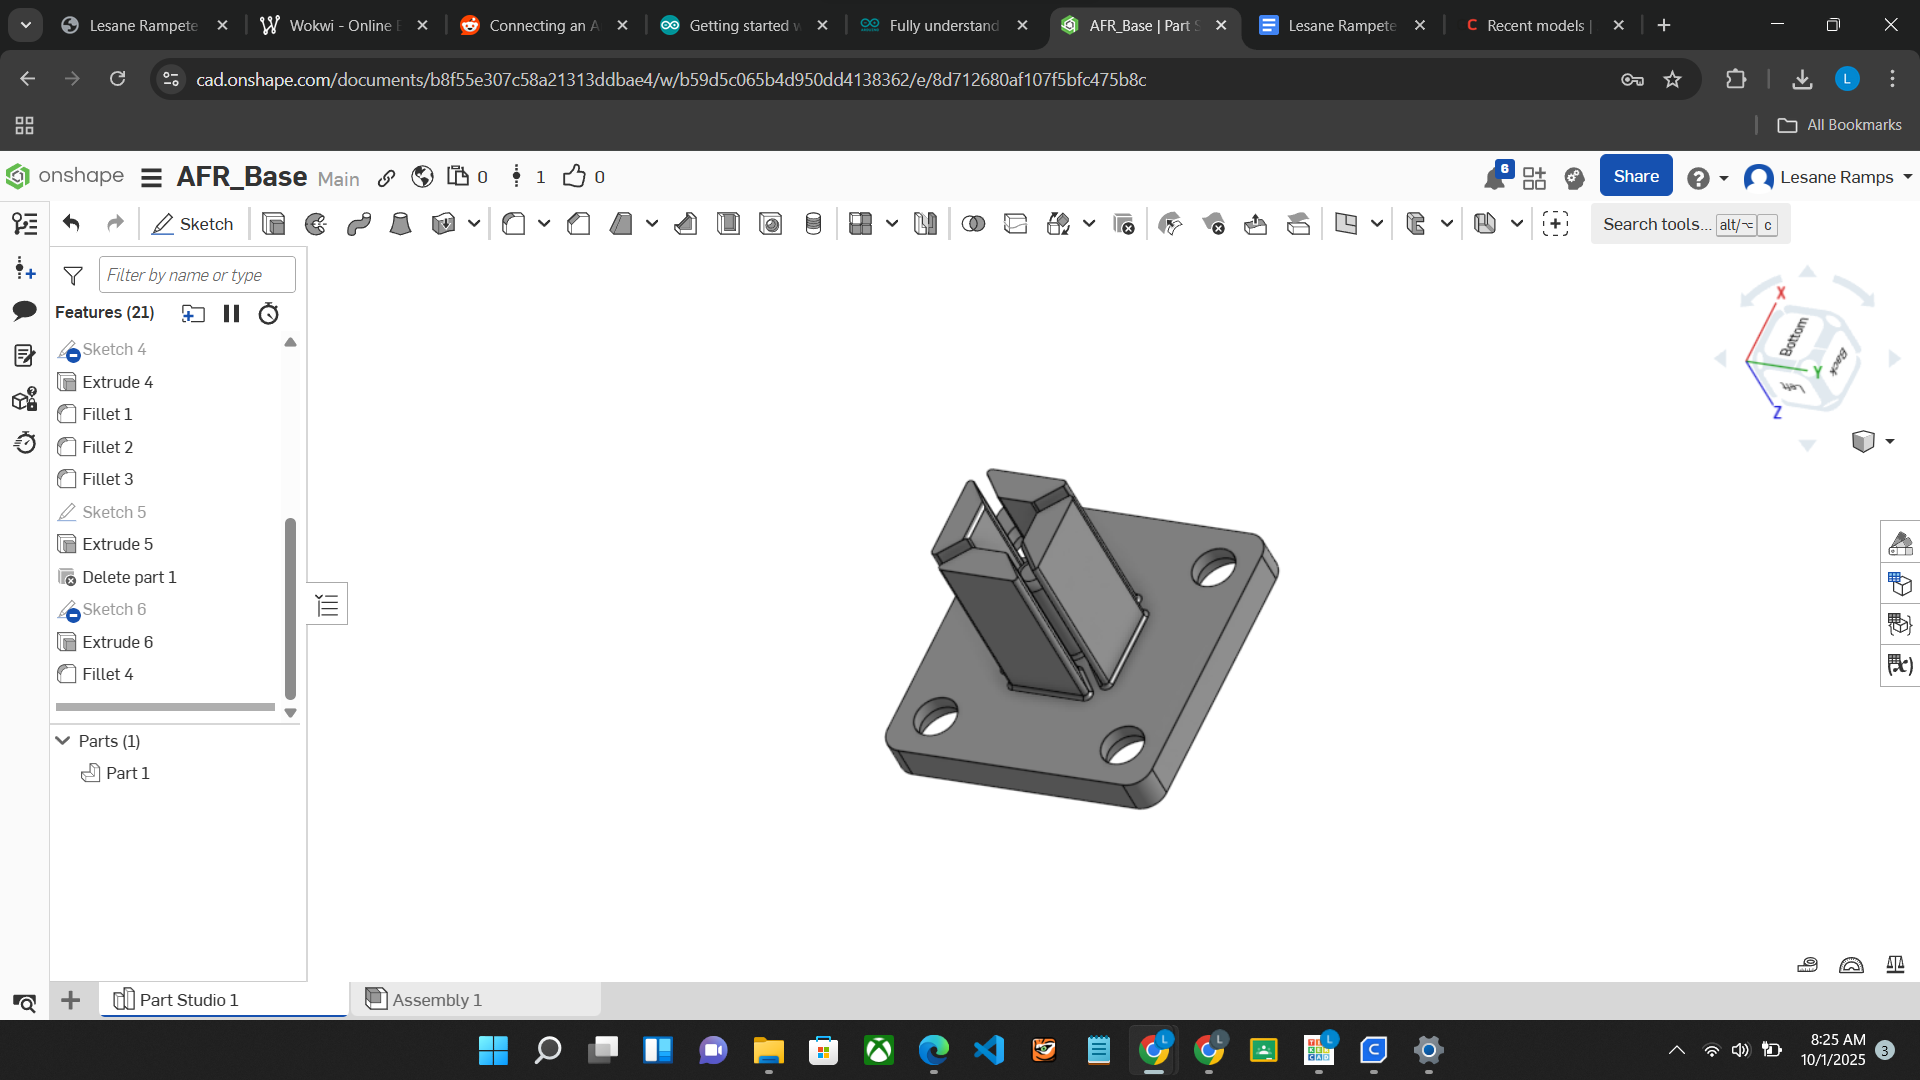 Lesane Rampete
Wokwi - Online E
Connecting an A
Getting started w
Fully understand
AFR_Base | Part S
Lesane Rampete
Recent models |
cad.onshape.com/documents/b8f55e307c58a21313ddbae4/w/b59d5c065b4d950dd4138362/e/8d712680af107f5bfc475b8c
L
All Bookmarks
onshape
AFR_Base Main
0
1
0
6
Share
Lesane Ramps
Sketch
Search tools... alt/⌥ c
Filter by name or type
Features (21)
Sketch 4
Extrude 4
Fillet 1
Fillet 2
Fillet 3
Sketch 5
Extrude 5
Delete part 1
Sketch 6
Extrude 6
Fillet 4
Parts (1)
Part 1
X
Bottom
Back
Y
Left
Z
(x)
Part Studio 1
Assembly 1
L
L
L
C
8:25 AM
10/1/2025
3